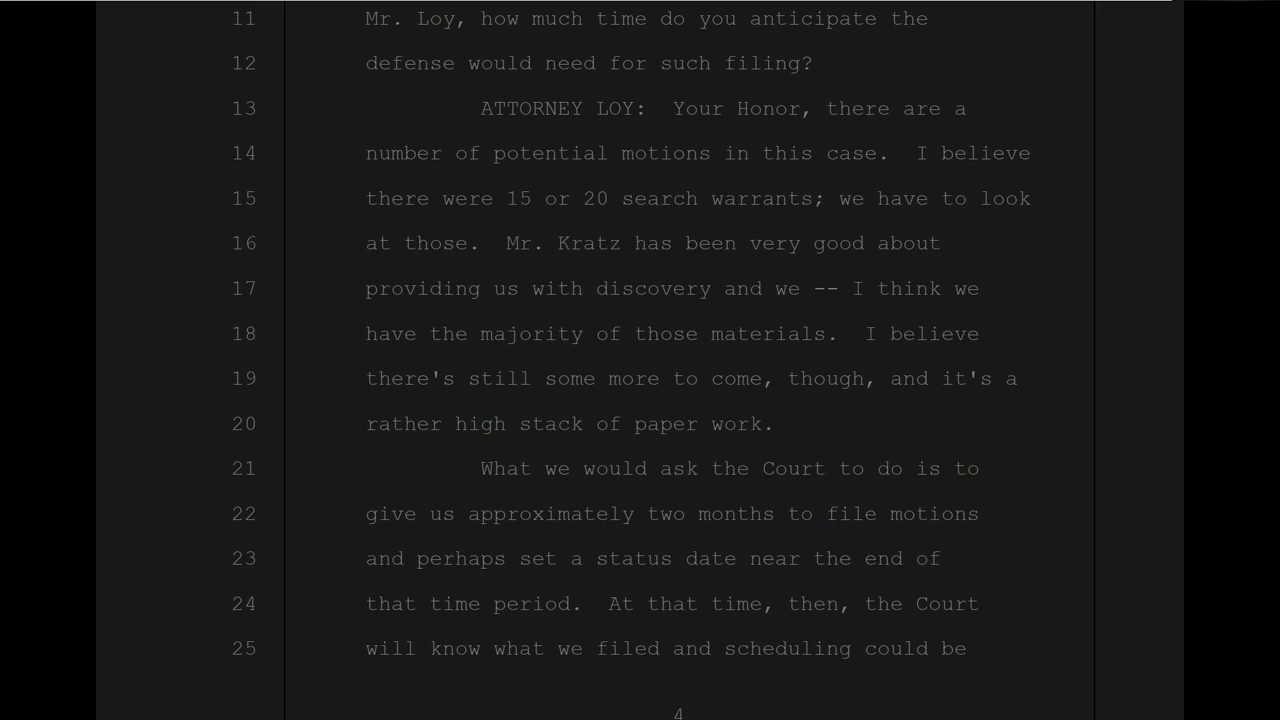 11 Mr. Loy, how much time do you anticipate the
12 defense would need for such filing?
13 ATTORNEY LOY: Your Honor, there are a
14 number of potential motions in this case. I believe
15 there were 15 or 20 search warrants; we have to look
16 at those. Mr. Kratz has been very good about
17 providing us with discovery and we -- I think we
18 have the majority of those materials. I believe
19 there's still some more to come, though, and it's a
20 rather high stack of paper work.
21 What we would ask the Court to do is to
22 give us approximately two months to file motions
23 and perhaps set a status date near the end of
24 that time period. At that time, then, the Court
25 will know what we filed and scheduling could be
4